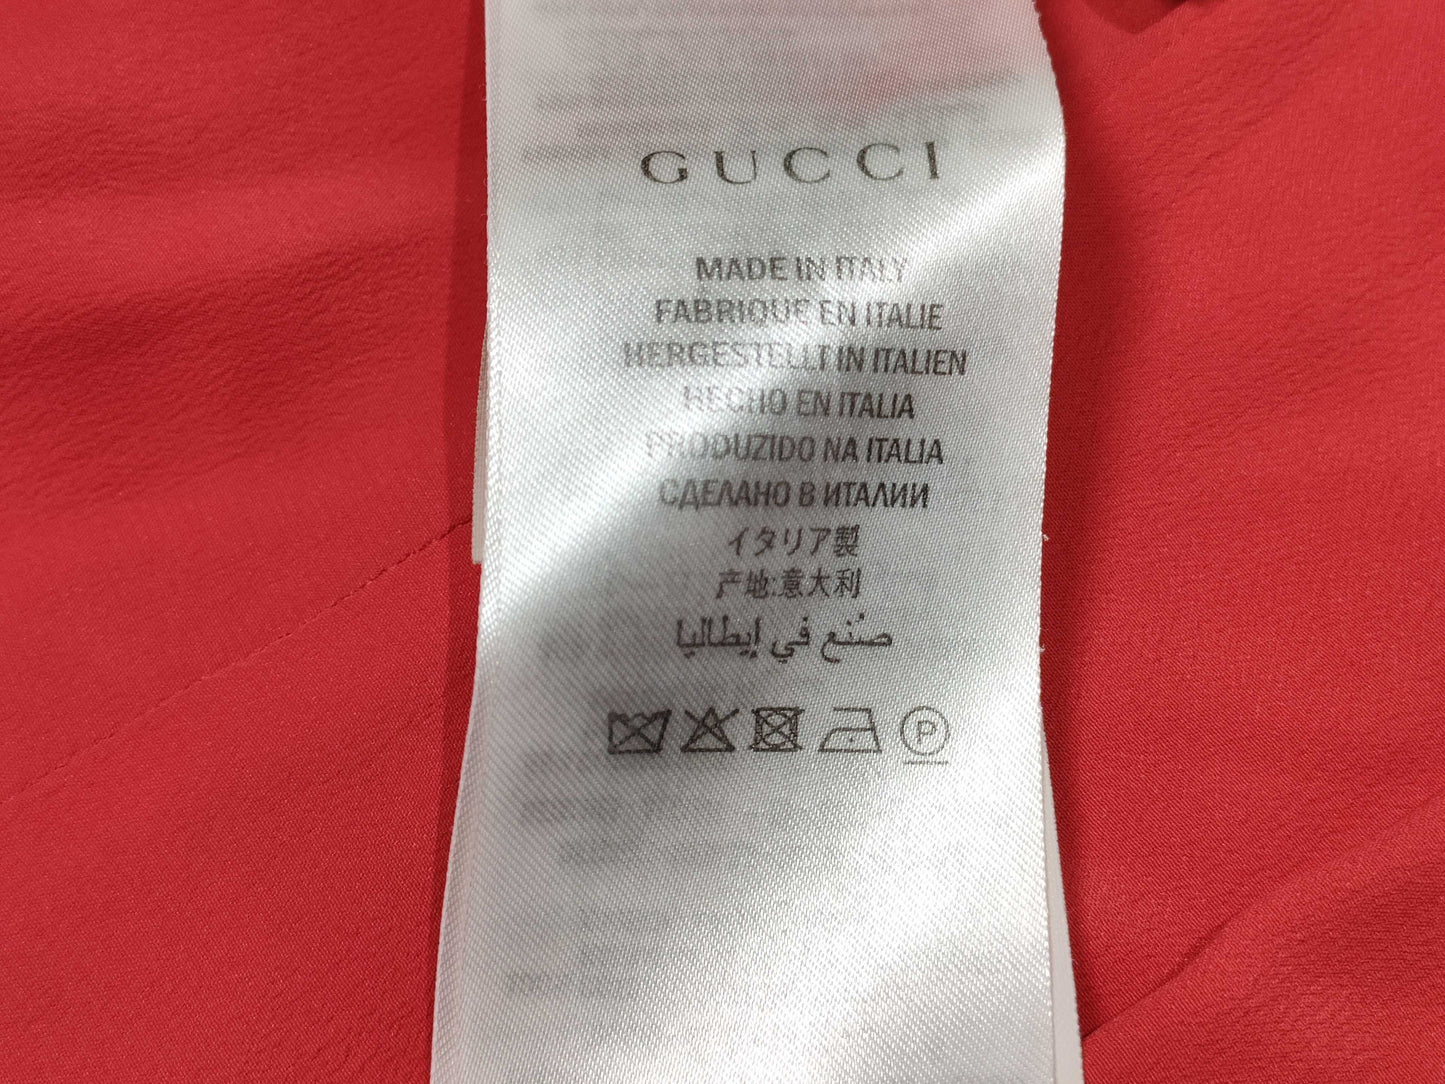 GUCCI
MADE IN ITALY
FABRIQUE EN ITALIE
HERGESTELLT IN ITALIEN
HECHO EN ITALIA
PRODUZIDO NA ITALIA
СДЕЛАНО В ИТАЛИИ
イタリア製
产地:意大利
صُنع في إيطاليا
P